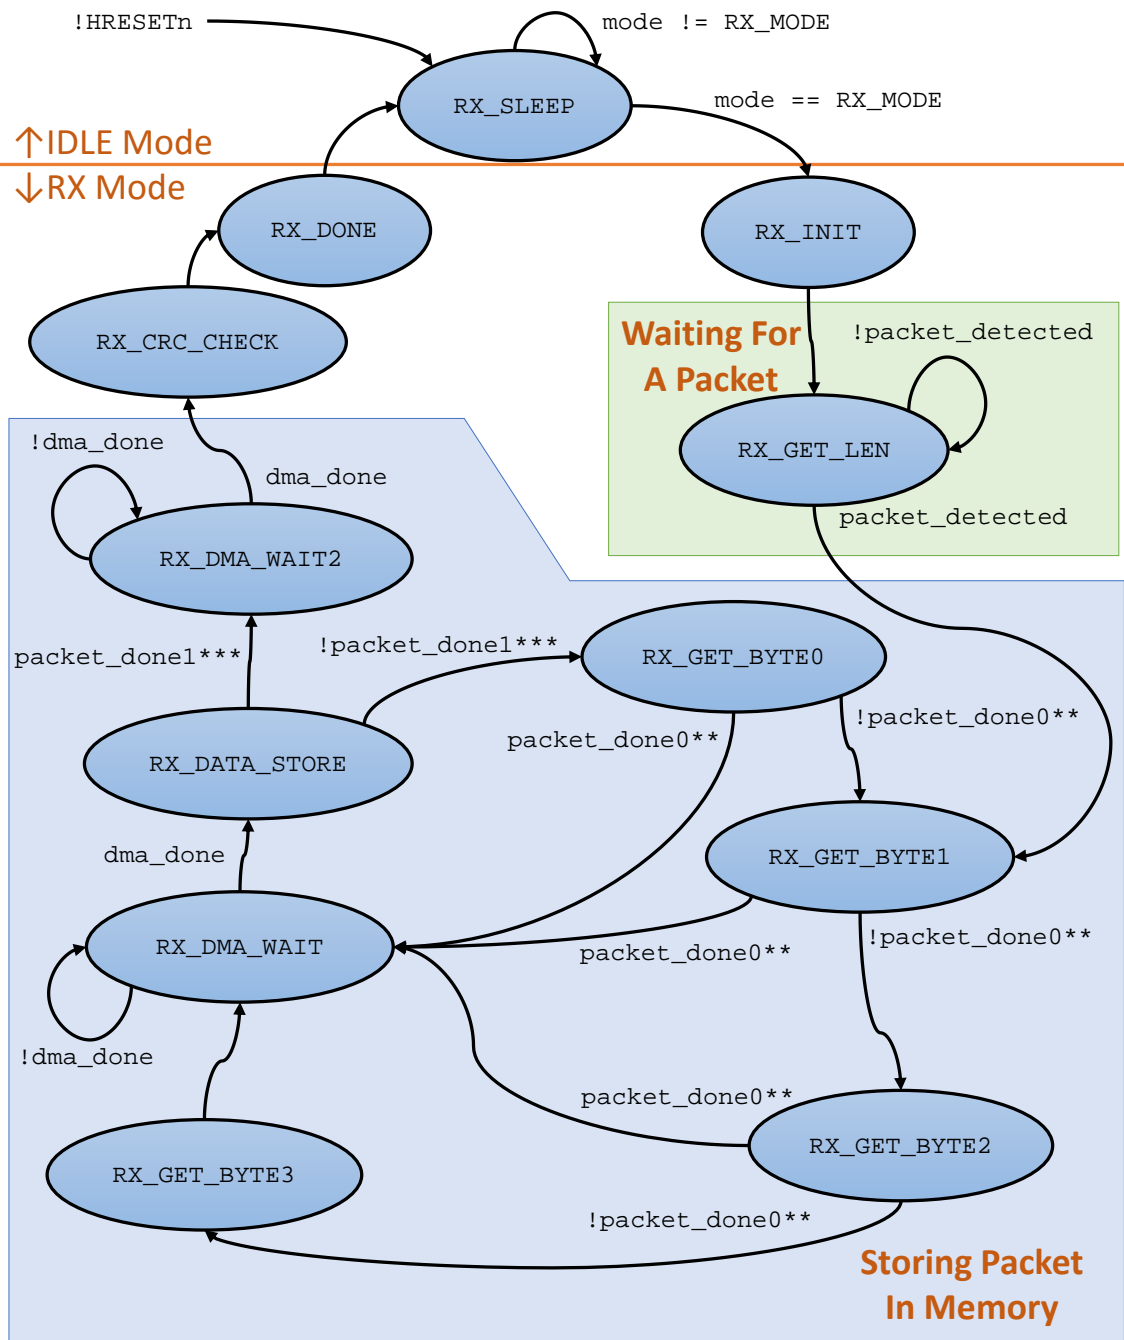 !HRESETn
mode != RX_MODE
RX_SLEEP
mode == RX_MODE
↑IDLE Mode
↓RX Mode
RX_DONE
RX_INIT
RX_CRC_CHECK
Waiting For
A Packet
!packet_detected
RX_GET_LEN
packet_detected
!dma_done
dma_done
RX_DMA_WAIT2
packet_done1***
!packet_done1***
RX_GET_BYTE0
packet_done0**
!packet_done0**
RX_DATA_STORE
dma_done
RX_GET_BYTE1
RX_DMA_WAIT
packet_done0**
!packet_done0**
!dma_done
packet_done0**
RX_GET_BYTE2
RX_GET_BYTE3
!packet_done0**
Storing Packet
In Memory